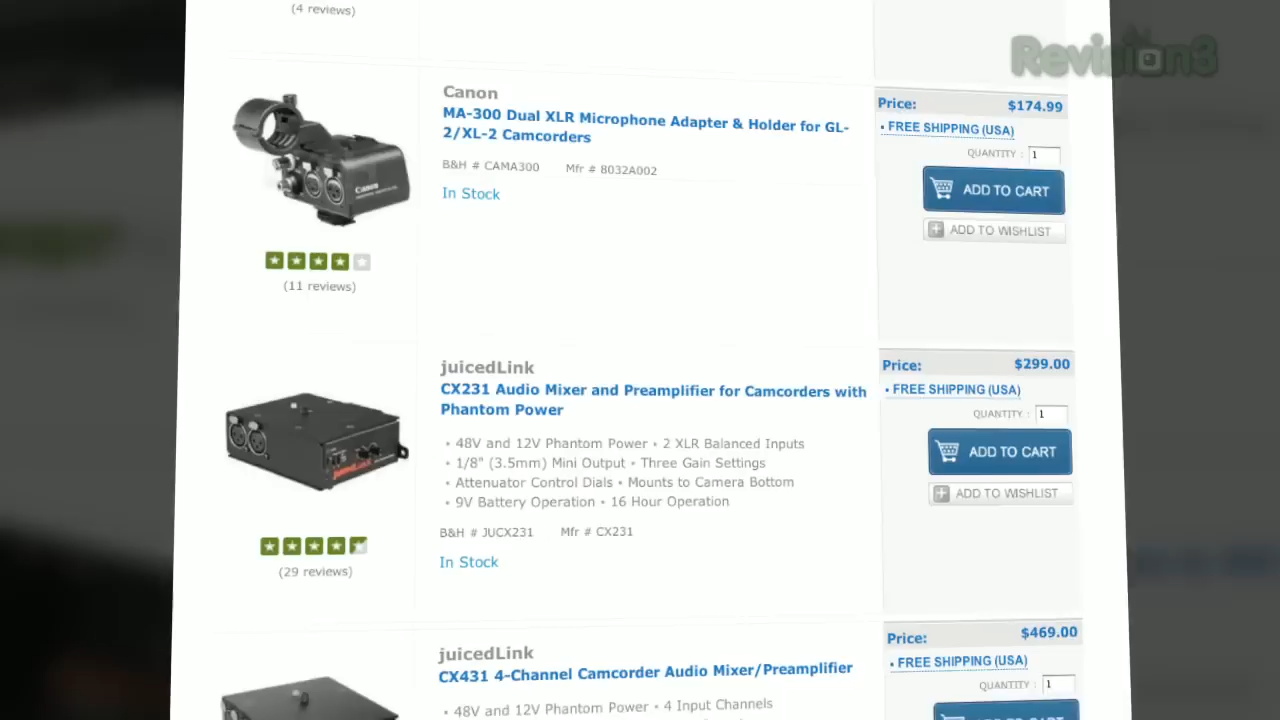 (4 reviews)
Revision3
Canon
MA-300 Dual XLR Microphone Adapter & Holder for GL-
2/XL-2 Camcorders
B&H # CAMA300 Mfr # 8032A002
In Stock
Price: $174.99
• FREE SHIPPING (USA)
QUANTITY : 1
ADD TO CART
ADD TO WISHLIST
Canon
(11 reviews)
juicedLink
CX231 Audio Mixer and Preamplifier for Camcorders with
Phantom Power
• 48V and 12V Phantom Power • 2 XLR Balanced Inputs
• 1/8" (3.5mm) Mini Output • Three Gain Settings
• Attenuator Control Dials • Mounts to Camera Bottom
• 9V Battery Operation • 16 Hour Operation
B&H # JUCX231 Mfr # CX231
In Stock
Price: $299.00
• FREE SHIPPING (USA)
QUANTITY : 1
ADD TO CART
ADD TO WISHLIST
juicedLink
(29 reviews)
juicedLink
CX431 4-Channel Camcorder Audio Mixer/Preamplifier
• 48V and 12V Phantom Power • 4 Input Channels
Price: $469.00
• FREE SHIPPING (USA)
QUANTITY : 1
ADD TO CART